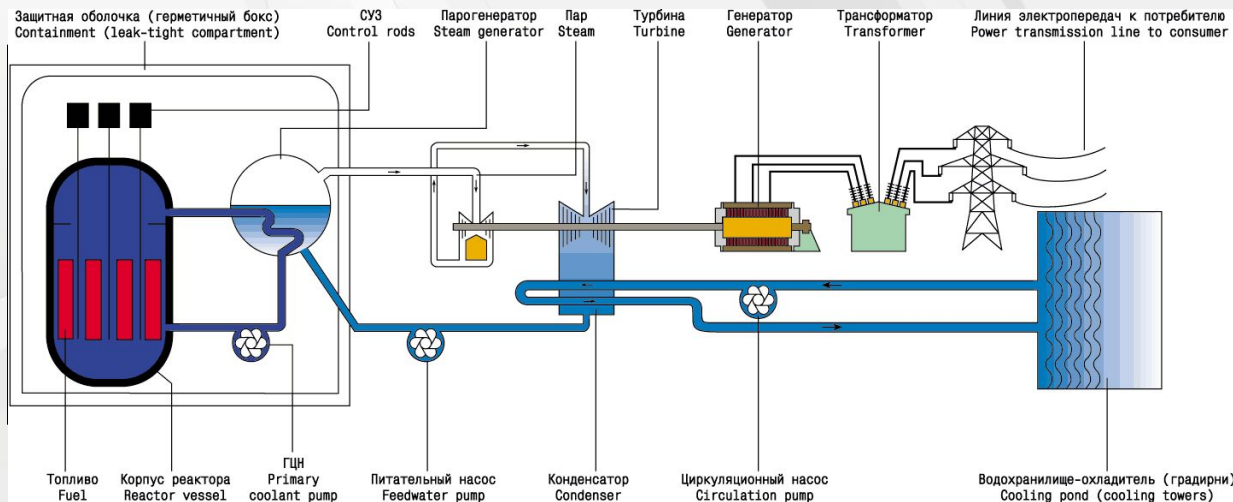 Защитная оболочка (герметичный бокс)
Containment (leak-tight compartment)
СУЗ
Control rods
Парогенератор
Steam generator
Пар
Steam
Турбина
Turbine
Генератор
Generator
Трансформатор
Transformer
Линия электропередач к потребителю
Power transmission line to consumer
Топливо
Fuel
Корпус реактора
Reactor vessel
ГЦН
Primary
coolant pump
Питательный насос
Feedwater pump
Конденсатор
Condenser
Циркуляционный насос
Circulation pump
Водохранилище-охладитель (градирни)
Cooling pond (cooling towers)